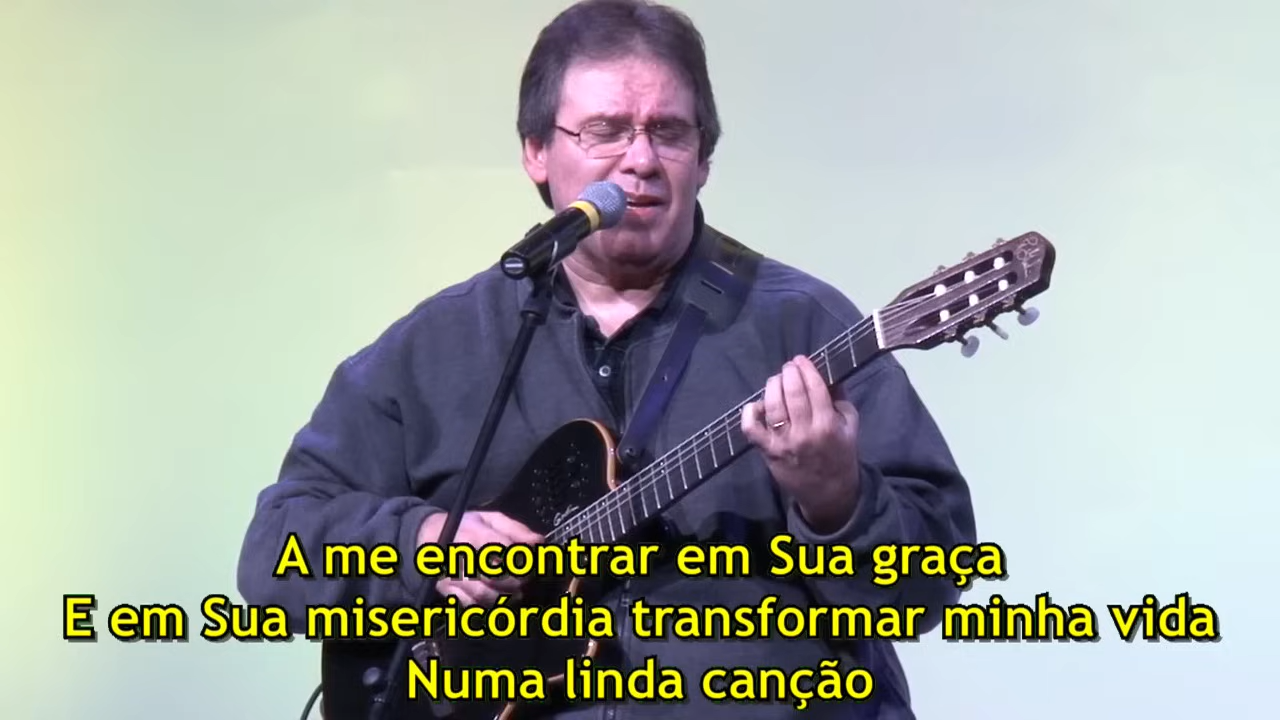 A me encontrar em Sua graça
E em Sua misericórdia transformar minha vida
Numa linda canção